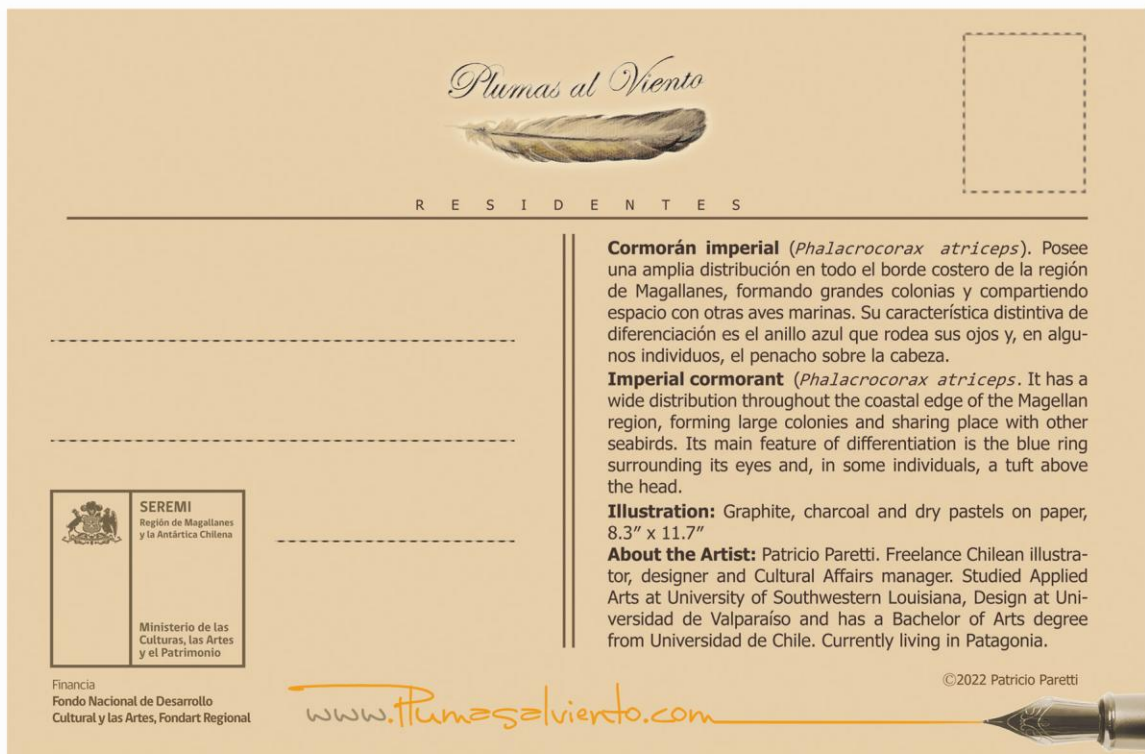 Plumas al Viento
RESIDENTES
Cormorán imperial (Phalacrocorax atriceps). Posee
una amplia distribución en todo el borde costero de la región
de Magallanes, formando grandes colonias y compartiendo
espacio con otras aves marinas. Su característica distintiva de
diferenciación es el anillo azul que rodea sus ojos y, en algu-
nos individuos, el penacho sobre la cabeza.
Imperial cormorant (Phalacrocorax atriceps. It has a
wide distribution throughout the coastal edge of the Magellan
region, forming large colonies and sharing place with other
seabirds. Its main feature of differentiation is the blue ring
surrounding its eyes and, in some individuals, a tuft above
the head.
Illustration: Graphite, charcoal and dry pastels on paper,
8.3″ x 11.7″
About the Artist: Patricio Paretti. Freelance Chilean illustra-
tor, designer and Cultural Affairs manager. Studied Applied
Arts at University of Southwestern Louisiana, Design at Uni-
versidad de Valparaíso and has a Bachelor of Arts degree
from Universidad de Chile. Currently living in Patagonia.
SEREMI
Región de Magallanes
y la Antártica Chilena
Ministerio de las
Culturas, las Artes
y el Patrimonio
Financia
Fondo Nacional de Desarrollo
Cultural y las Artes, Fondart Regional
www.Plumasalviento.com
©2022 Patricio Paretti